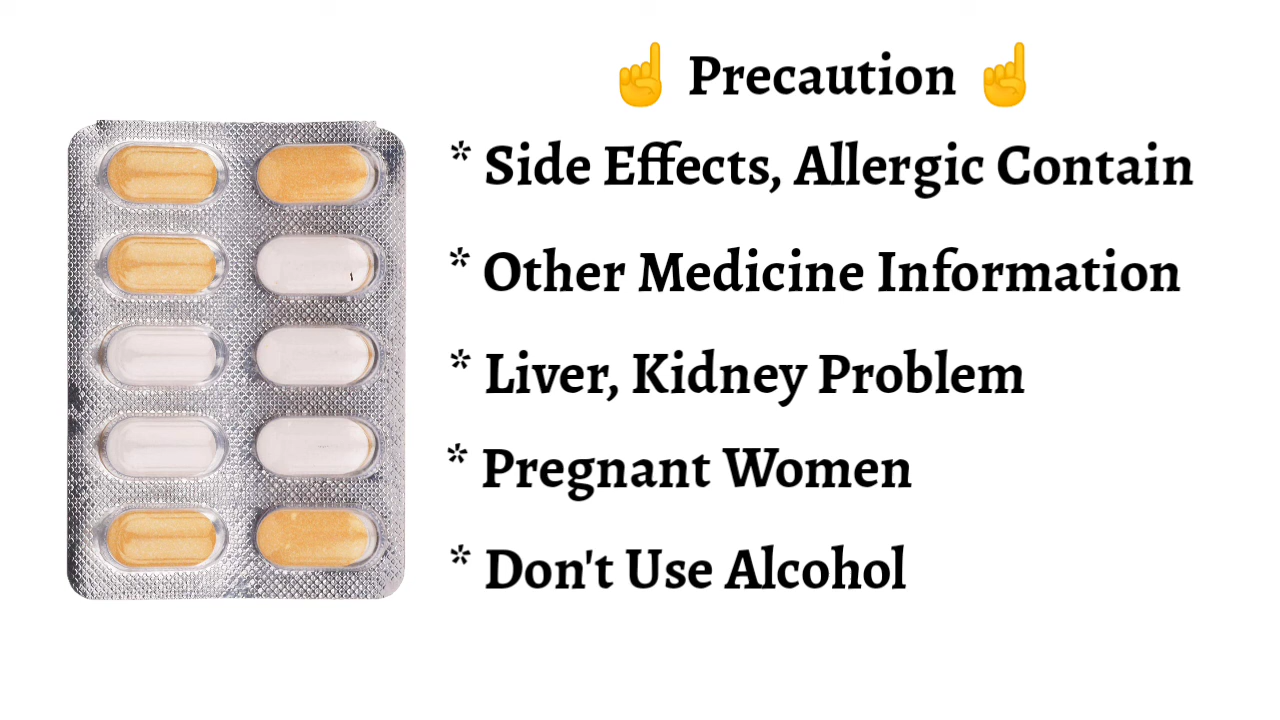 ☝ Precaution ☝
* Side Effects, Allergic Contain
* Other Medicine Information
* Liver, Kidney Problem
* Pregnant Women
* Don't Use Alcohol